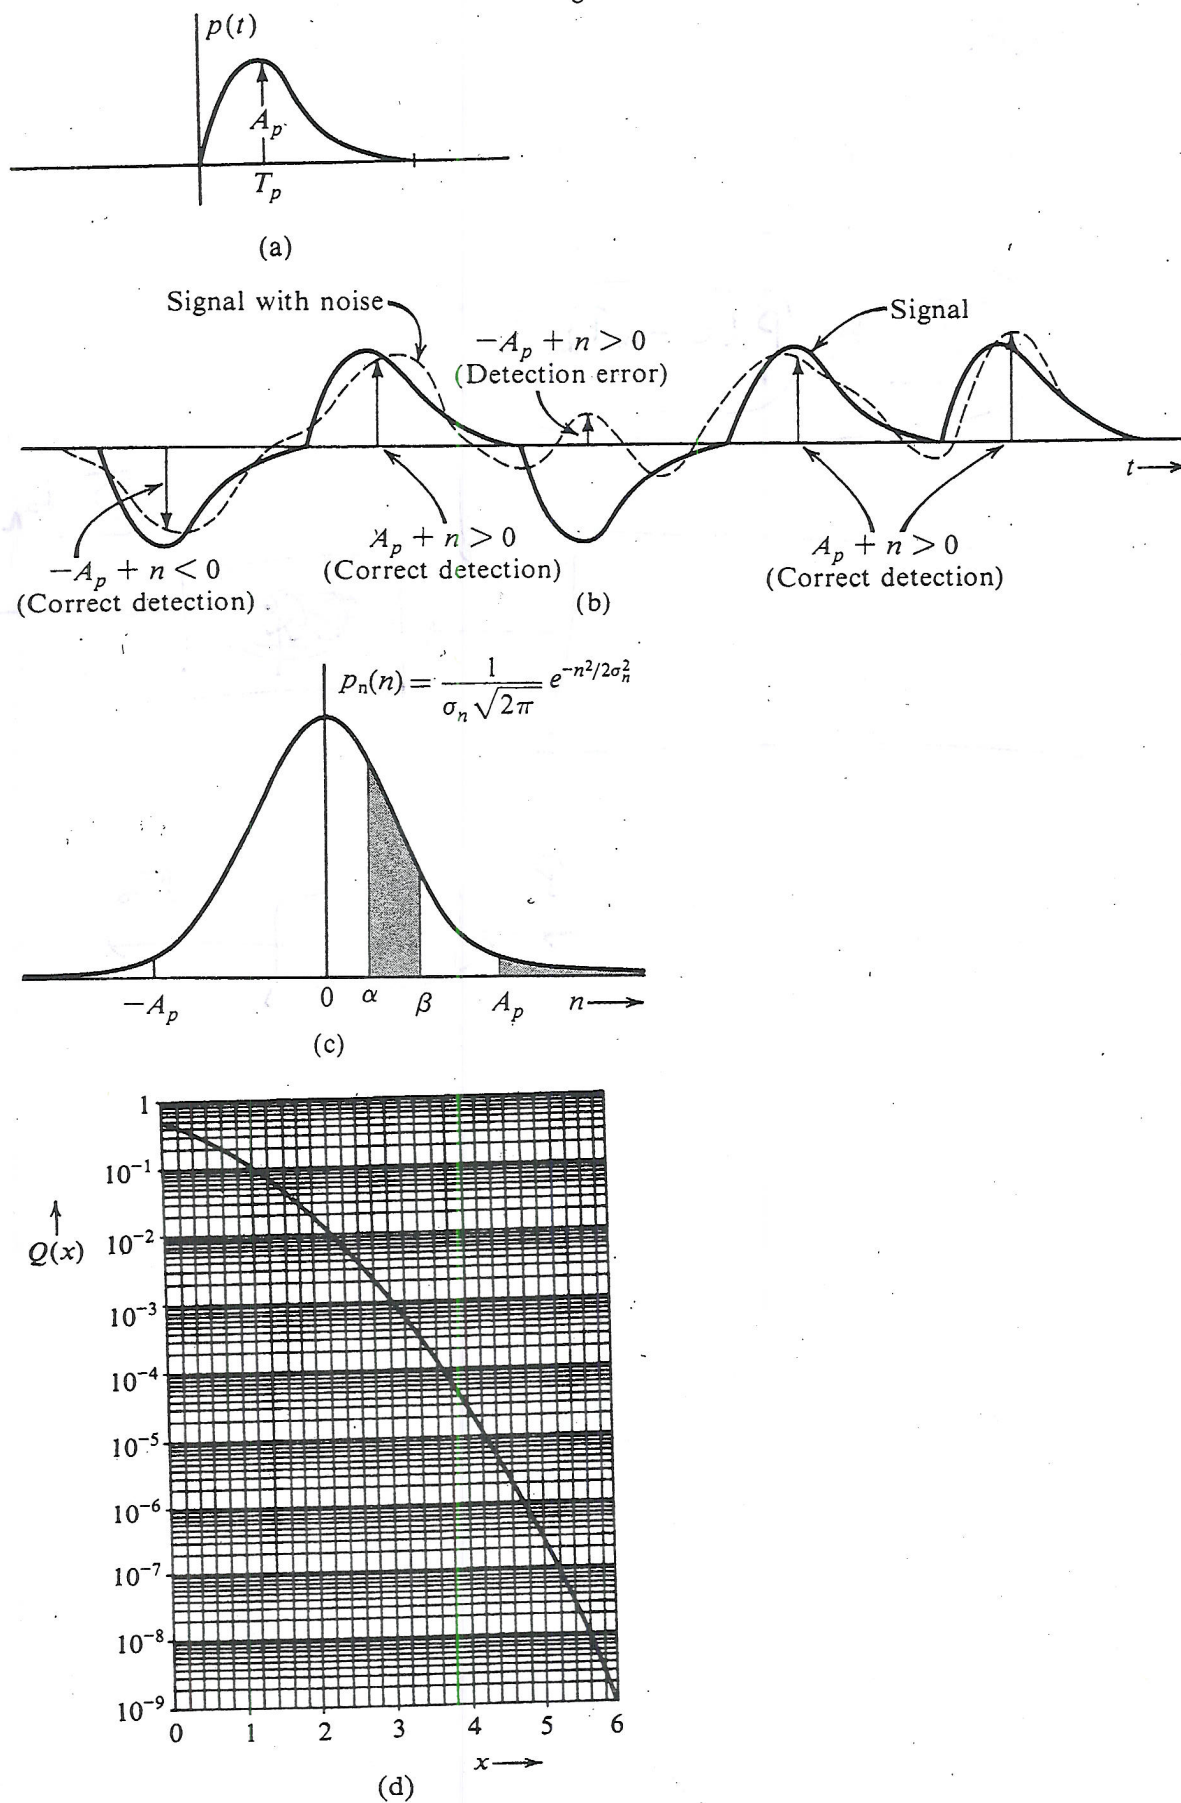 p(t)
A_p
T_p
(a)
Signal with noise
Signal
−A_p + n > 0
(Detection error)
t
−A_p + n < 0
(Correct detection)
A_p + n > 0
(Correct detection)
A_p + n > 0
(Correct detection)
(b)
p_n(n) = 1/(σ_n √2π) e^{−n²/2σ_n²}
−A_p 0 α β A_p n
(c)
1
10^−1
10^−2
Q(x)
10^−3
10^−4
10^−5
10^−6
10^−7
10^−8
10^−9
0 1 2 3 4 5 6
x
(d)